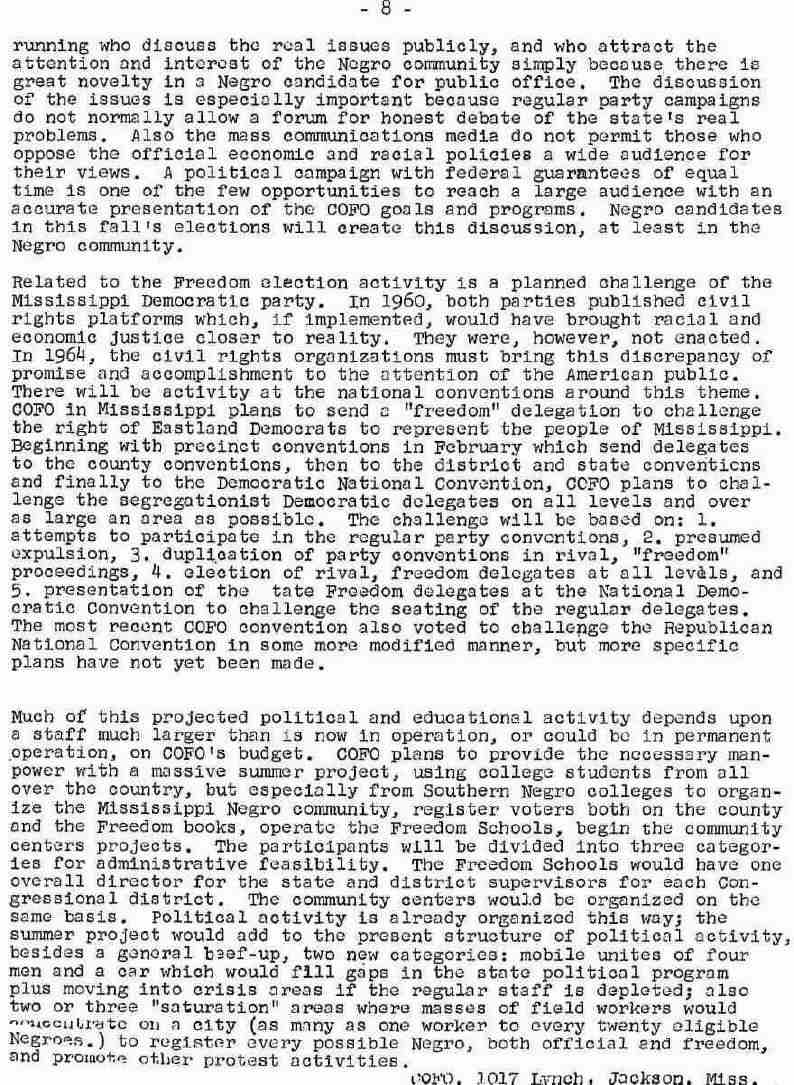 - 8 -
running who discuss the real issues publicly, and who attract the
attention and interest of the Negro community simply because there is
great novelty in a Negro candidate for public office. The discussion
of the issues is especially important because regular party campaigns
do not normally allow a forum for honest debate of the state's real
problems. Also the mass communications media do not permit those who
oppose the official economic and racial policies a wide audience for
their views. A political campaign with federal guarantees of equal
time is one of the few opportunities to reach a large audience with an
accurate presentation of the COFO goals and programs. Negro candidates
in this fall's elections will create this discussion, at least in the
Negro community.
Related to the Freedom election activity is a planned challenge of the
Mississippi Democratic party. In 1960, both parties published civil
rights platforms which, if implemented, would have brought racial and
economic justice closer to reality. They were, however, not enacted.
In 1964, the civil rights organizations must bring this discrepancy of
promise and accomplishment to the attention of the American public.
There will be activity at the national conventions around this theme.
COFO in Mississippi plans to send a "freedom" delegation to challenge
the right of Eastland Democrats to represent the people of Mississippi.
Beginning with precinct conventions in February which send delegates
to the county conventions, then to the district and state conventions
and finally to the Democratic National Convention, COFO plans to chal-
lenge the segregationist Democratic delegates on all levels and over
as large an area as possible. The challenge will be based on: 1.
attempts to participate in the regular party conventions, 2. presumed
expulsion, 3. duplication of party conventions in rival, "freedom"
proceedings, 4. election of rival, freedom delegates at all levels, and
5. presentation of the tate Freedom delegates at the National Demo-
cratic Convention to challenge the seating of the regular delegates.
The most recent COFO convention also voted to challenge the Republican
National Convention in some more modified manner, but more specific
plans have not yet been made.
Much of this projected political and educational activity depends upon
a staff much larger than is now in operation, or could be in permanent
operation, on COFO's budget. COFO plans to provide the necessary man-
power with a massive summer project, using college students from all
over the country, but especially from Southern Negro colleges to organ-
ize the Mississippi Negro community, register voters both on the county
and the Freedom books, operate the Freedom Schools, begin the community
centers projects. The participants will be divided into three categor-
ies for administrative feasibility. The Freedom Schools would have one
overall director for the state and district supervisors for each Con-
gressional district. The community centers would be organized on the
same basis. Political activity is already organized this way; the
summer project would add to the present structure of political activity,
besides a general beef-up, two new categories: mobile unites of four
men and a car which would fill gaps in the state political program
plus moving into crisis areas if the regular staff is depleted; also
two or three "saturation" areas where masses of field workers would
concentrate on a city (as many as one worker to every twenty eligible
Negroes.) to register every possible Negro, both official and freedom,
and promote other protest activities.
COFO, 1017 Lynch, Jackson, Miss.